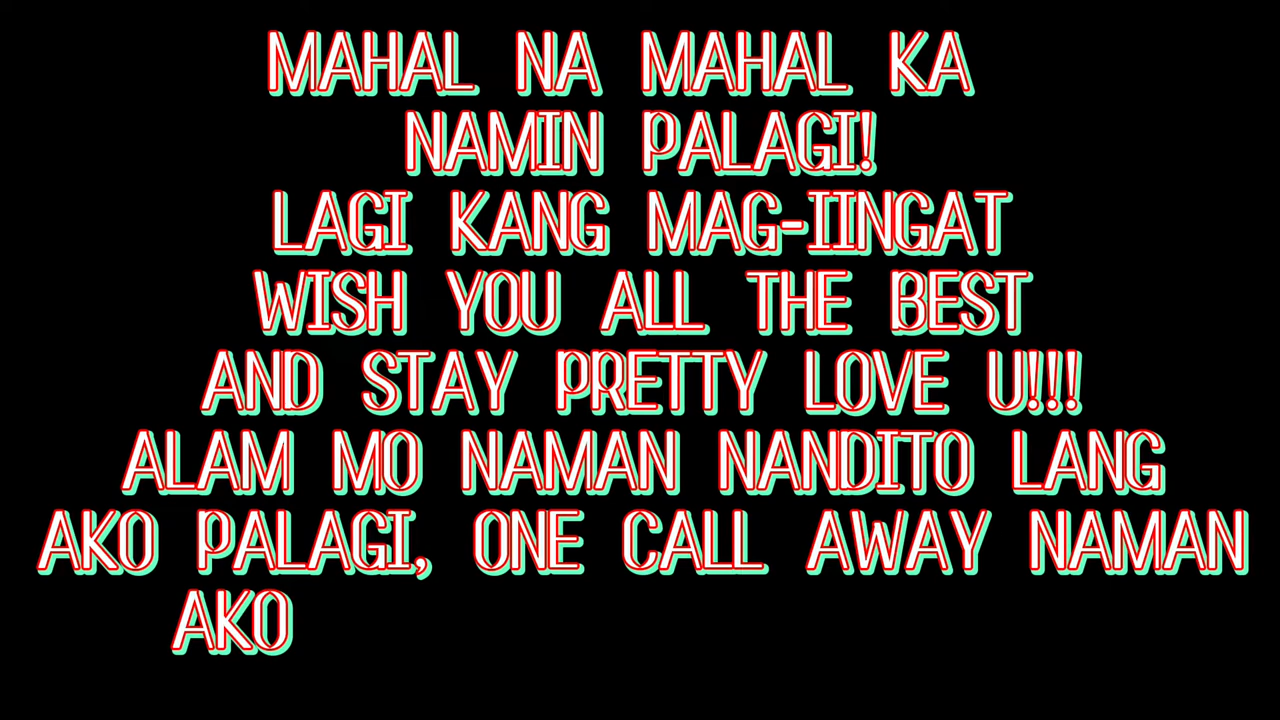 MAHAL NA MAHAL KA
NAMIN PALAGI!
LAGI KANG MAG-IINGAT
WISH YOU ALL THE BEST
AND STAY PRETTY LOVE U!!!
ALAM MO NAMAN NANDITO LANG
AKO PALAGI, ONE CALL AWAY NAMAN
AKO